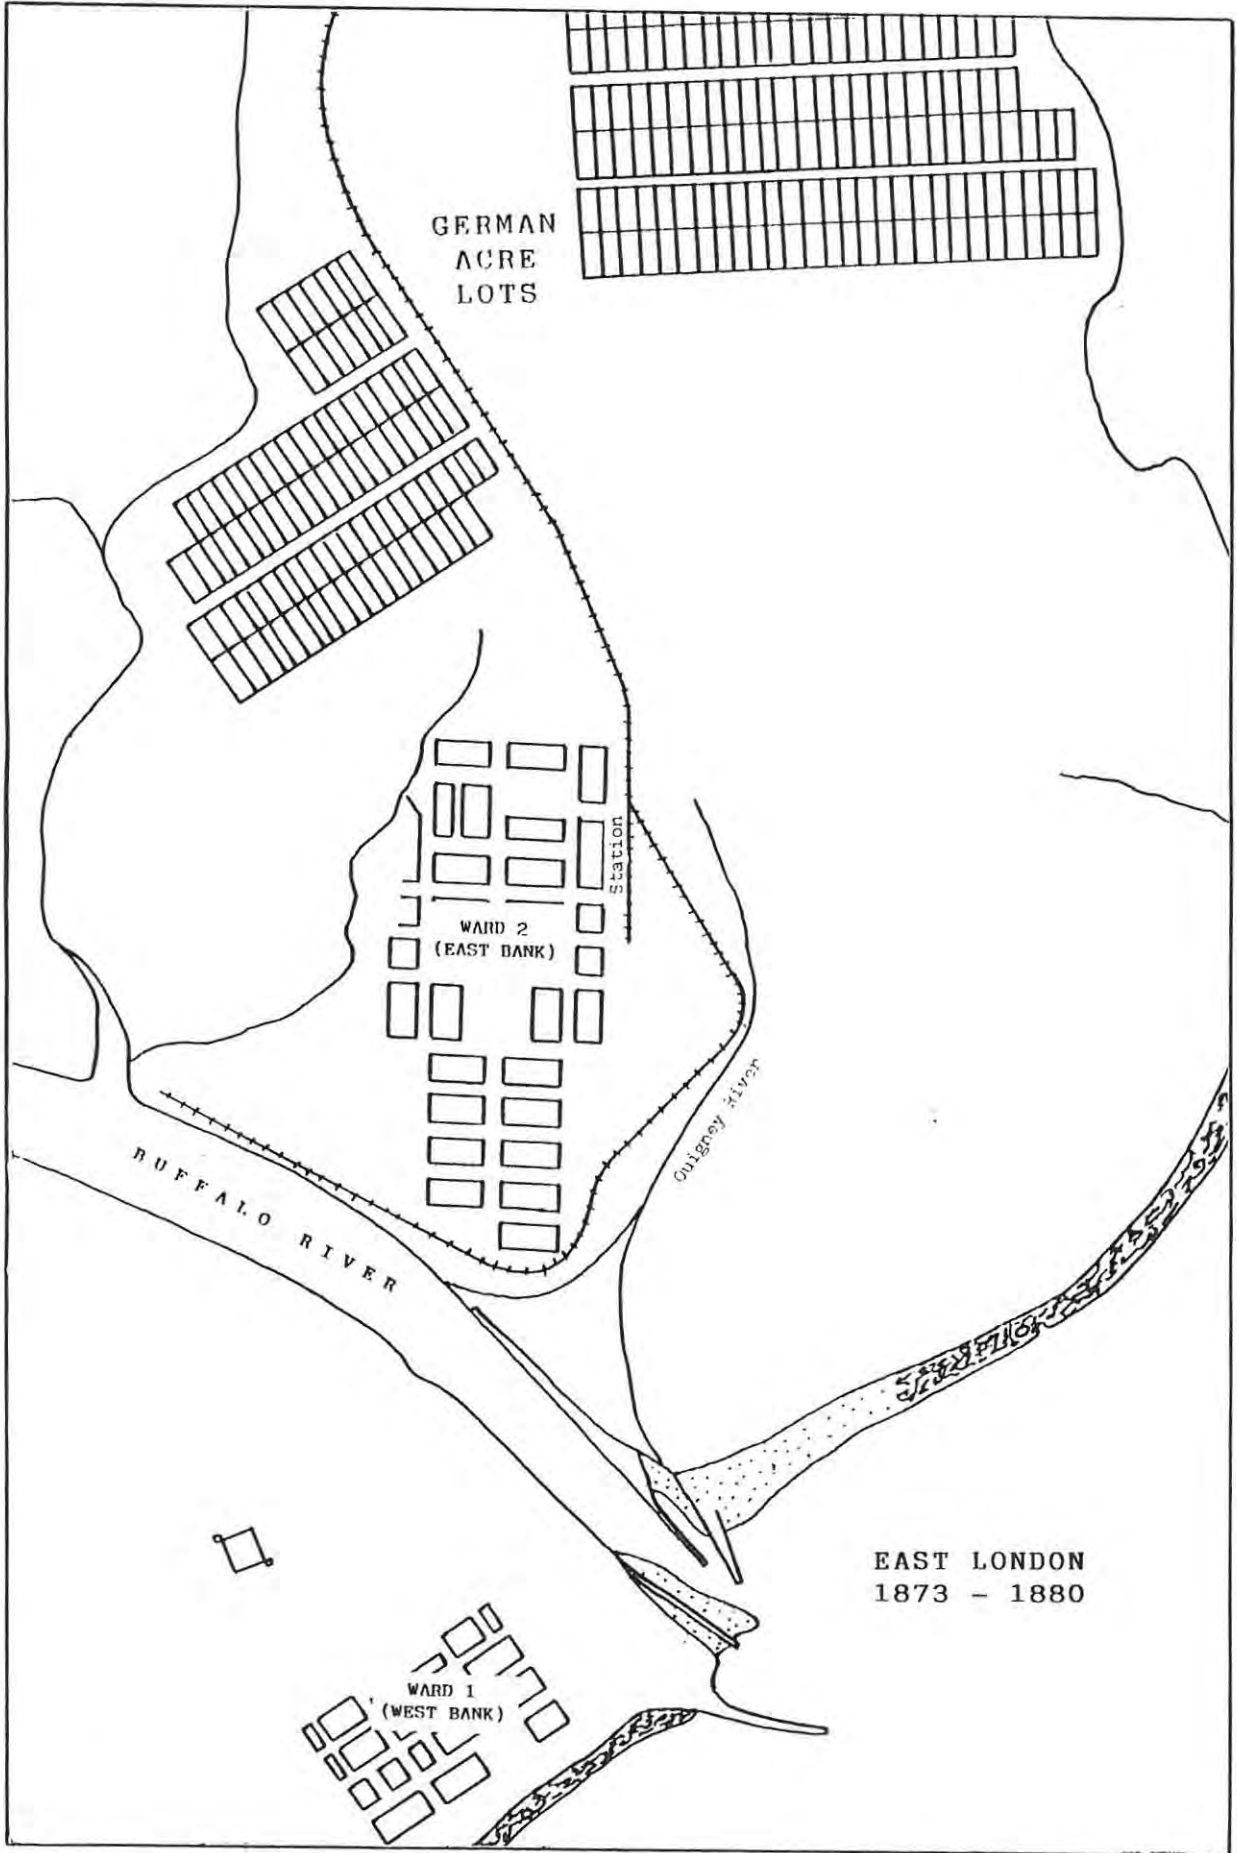 GERMAN
ACRE
LOTS
Station
WARD 2
(EAST BANK)
Quigney River
BUFFALO RIVER
EAST LONDON
1873 - 1880
WARD 1
(WEST BANK)